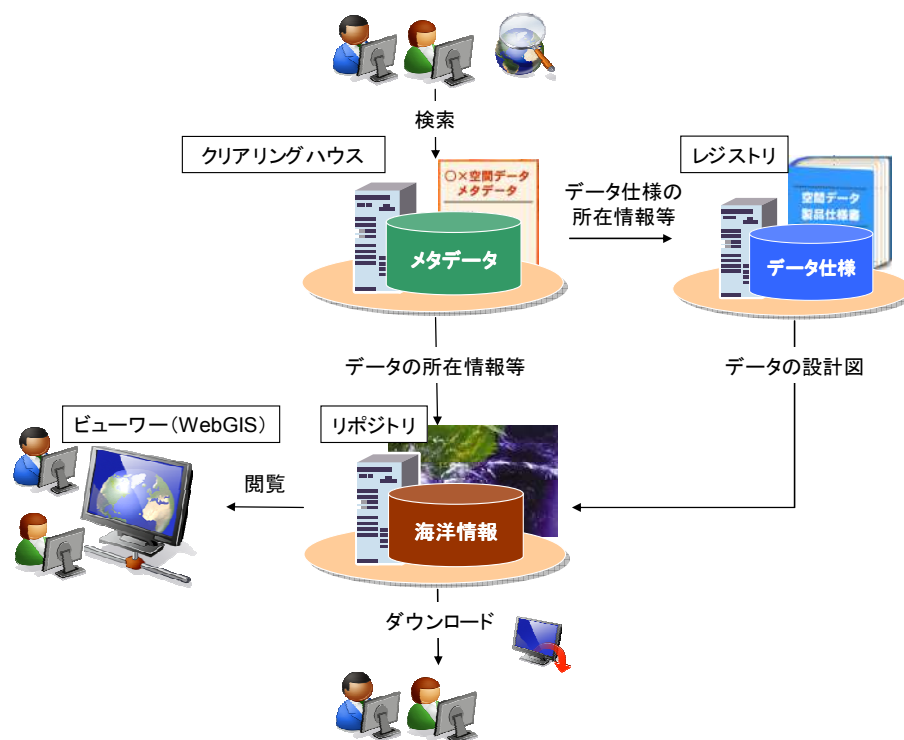 検索
クリアリングハウス
レジストリ
○×空間データ
メタデータ
データ仕様の
所在情報等
空間データ
製品仕様書
メタデータ
データ仕様
データの所在情報等
データの設計図
ビューワー(WebGIS)
リポジトリ
閲覧
海洋情報
ダウンロード